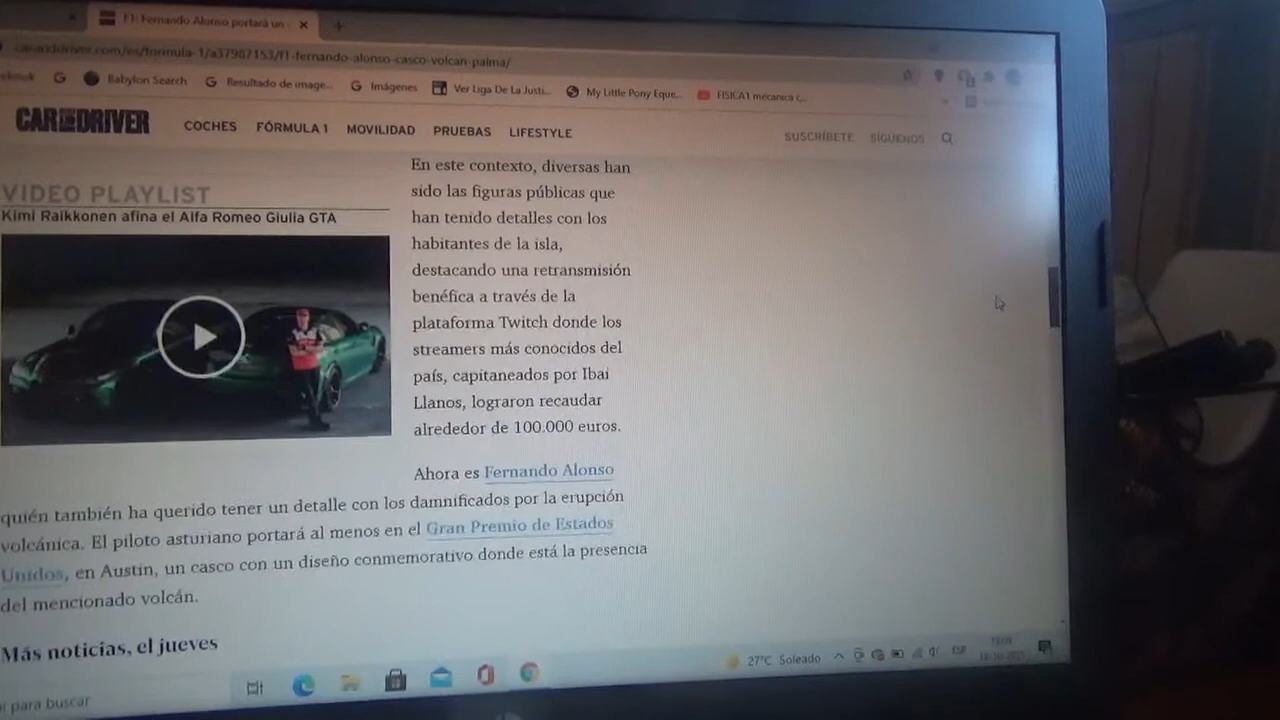 F1: Fernando Alonso portará un
caranddriver.com/es/formula-1/a37987153/f1-fernando-alonso-casco-volcan-palma/
Babylon Search
Resultado de image...
Imágenes
Ver Liga De La Justi...
My Little Pony Eque...
FISICA1 mecanica c...
CAR AND DRIVER
COCHES FÓRMULA 1 MOVILIDAD PRUEBAS LIFESTYLE
SUSCRÍBETE SÍGUENOS
VIDEO PLAYLIST
Kimi Raikkonen afina el Alfa Romeo Giulia GTA
En este contexto, diversas han
sido las figuras públicas que
han tenido detalles con los
habitantes de la isla,
destacando una retransmisión
benéfica a través de la
plataforma Twitch donde los
streamers más conocidos del
país, capitaneados por Ibai
Llanos, lograron recaudar
alrededor de 100.000 euros.
Ahora es Fernando Alonso
quién también ha querido tener un detalle con los damnificados por la erupción
volcánica. El piloto asturiano portará al menos en el Gran Premio de Estados
Unidos, en Austin, un casco con un diseño conmemorativo donde está la presencia
del mencionado volcán.
Más noticias, el jueves
para buscar
27°C Soleado
ESP